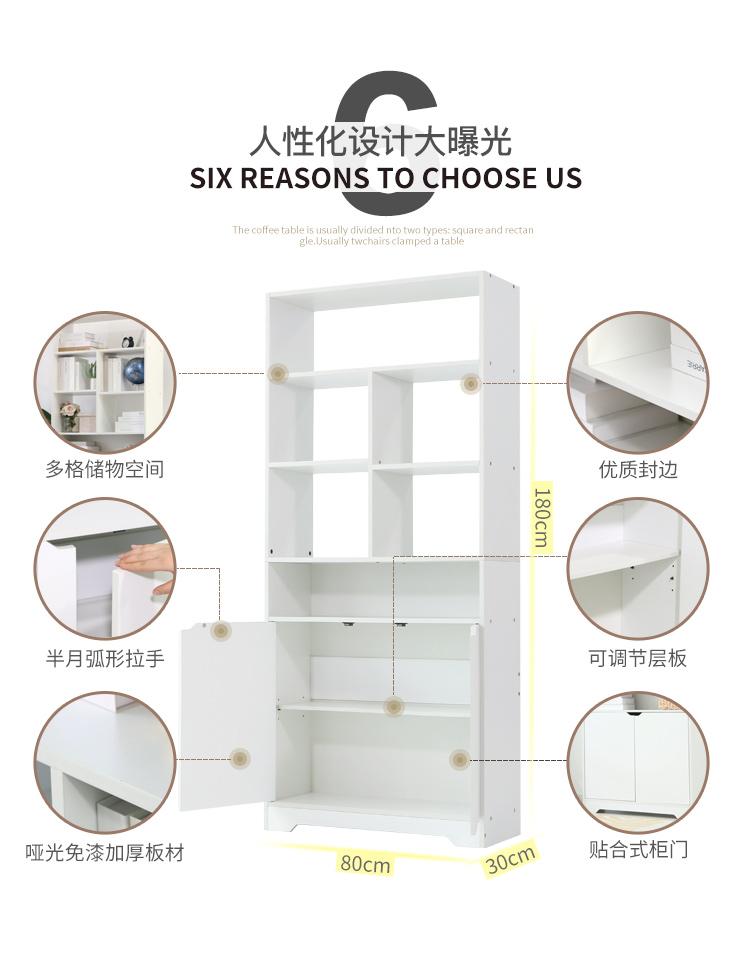 6
人性化设计大曝光
SIX REASONS TO CHOOSE US
The coffee table is usually divided nto two types: square and rectan
gle.Usually twchairs clamped a table
多格储物空间
优质封边
180cm
半月弧形拉手
可调节层板
哑光免漆加厚板材
贴合式柜门
80cm
30cm